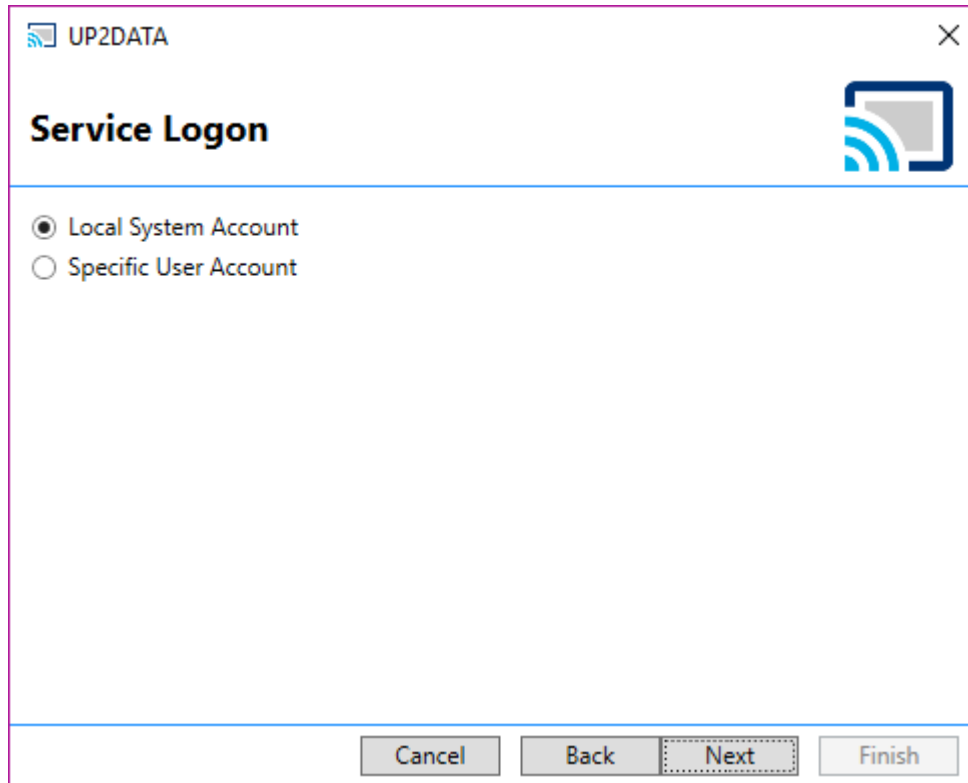 UP2DATA
Service Logon
Local System Account
Specific User Account
Cancel Back Next Finish